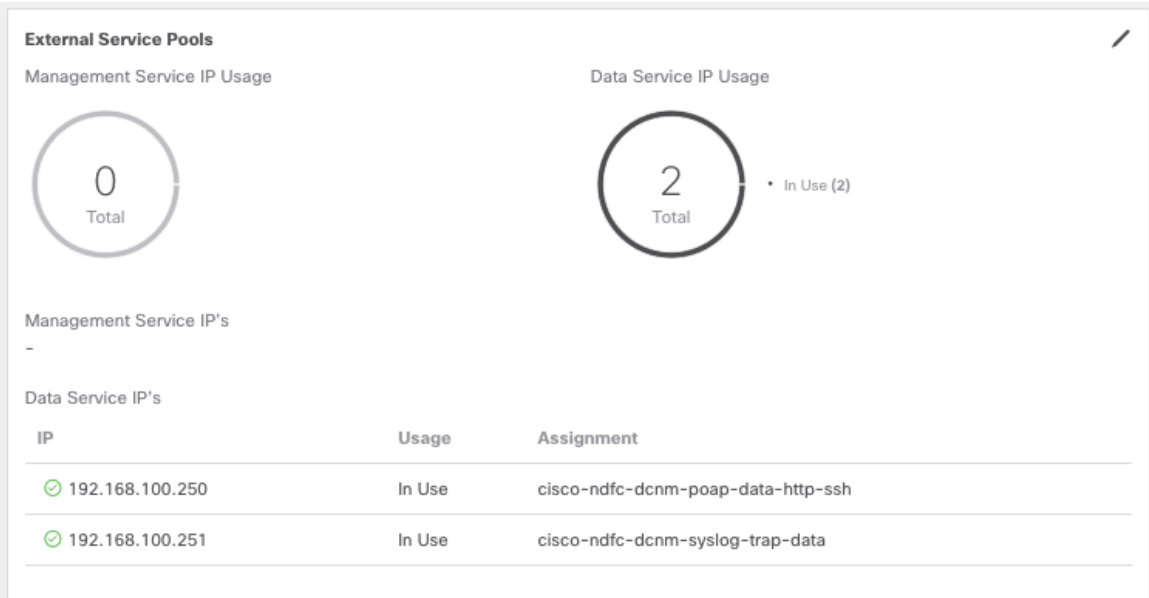 External Service Pools
Management Service IP Usage
Data Service IP Usage
0
Total
2
Total
In Use (2)
Management Service IP's
-
Data Service IP's
IP Usage Assignment
192.168.100.250 In Use cisco-ndfc-dcnm-poap-data-http-ssh
192.168.100.251 In Use cisco-ndfc-dcnm-syslog-trap-data